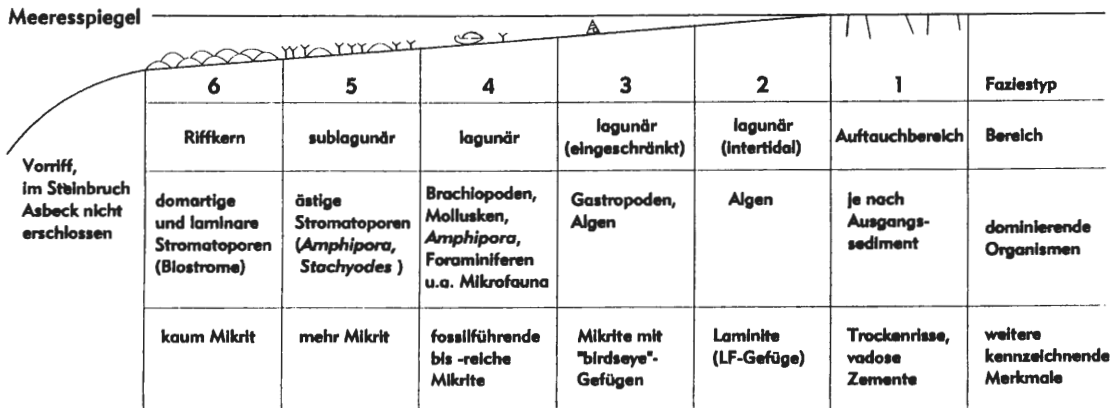 Meeresspiegel
6 5 4 3 2 1 Faziestyp
Riffkern
sublagunär
lagunär
lagunär
(eingeschränkt)
lagunär
(intertidal)
Auftauchbereich
Bereich
Vorriff,
im Steinbruch
Asbeck nicht
erschlossen
domartige
und laminare
Stromatoporen
(Biostrome)
ästige
Stromatoporen
(Amphipora,
Stachyodes )
Brachiopoden,
Mollusken,
Amphipora,
Foraminiferen
u.a. Mikrofauna
Gastropoden,
Algen
Algen
je nach
Ausgangs-
sediment
dominierende
Organismen
kaum Mikrit
mehr Mikrit
fossilführende
bis -reiche
Mikrite
Mikrite mit
"birdseye"-
Gefügen
Laminite
(LF-Gefüge)
Trockenrisse,
vadose
Zemente
weitere
kennzeichnende
Merkmale